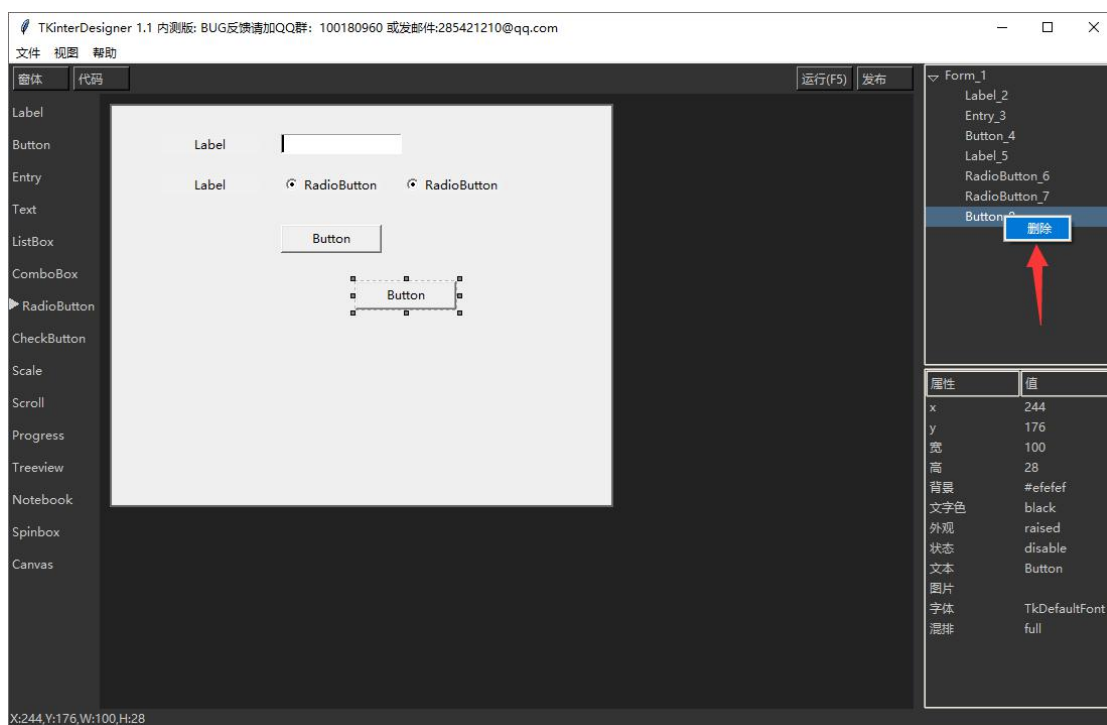 TKinterDesigner 1.1 内测版: BUG反馈请加QQ群: 100180960 或发邮件:285421210@qq.com
文件 视图 帮助
窗体 代码 运行(F5) 发布
Label
Button
Entry
Text
ListBox
ComboBox
RadioButton
CheckButton
Scale
Scroll
Progress
Treeview
Notebook
Spinbox
Canvas
Label
Label RadioButton RadioButton
Button
Button
Form_1
Label_2
Entry_3
Button_4
Label_5
RadioButton_6
RadioButton_7
Button_8
删除
属性 值
x 244
y 176
宽 100
高 28
背景 #efefef
文字色 black
外观 raised
状态 disable
文本 Button
图片
字体 TkDefaultFont
混排 full
X:244,Y:176,W:100,H:28